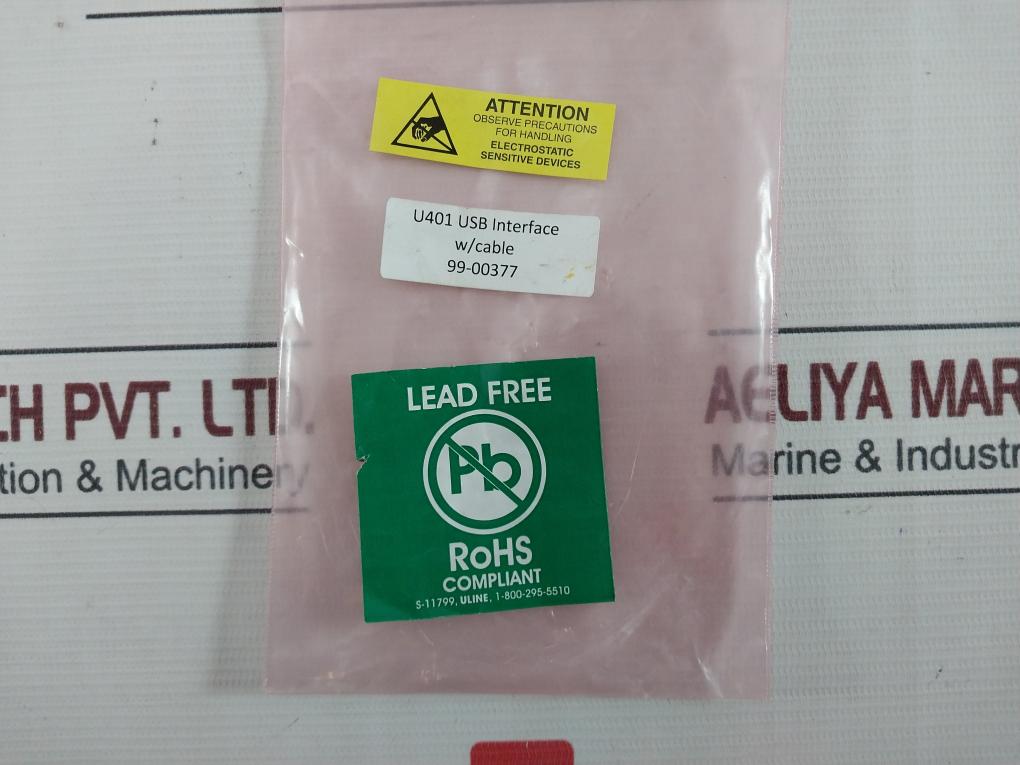 ATTENTION
OBSERVE PRECAUTIONS
FOR HANDLING
ELECTROSTATIC
SENSITIVE DEVICES
U401 USB Interface
w/cable
99-00377
LEAD FREE
Pb
RoHS
COMPLIANT
S-11799, ULINE, 1-800-295-5510
CH PVT. LTD.
tion & Machinery
AELIYA MAR
Marine & Industr